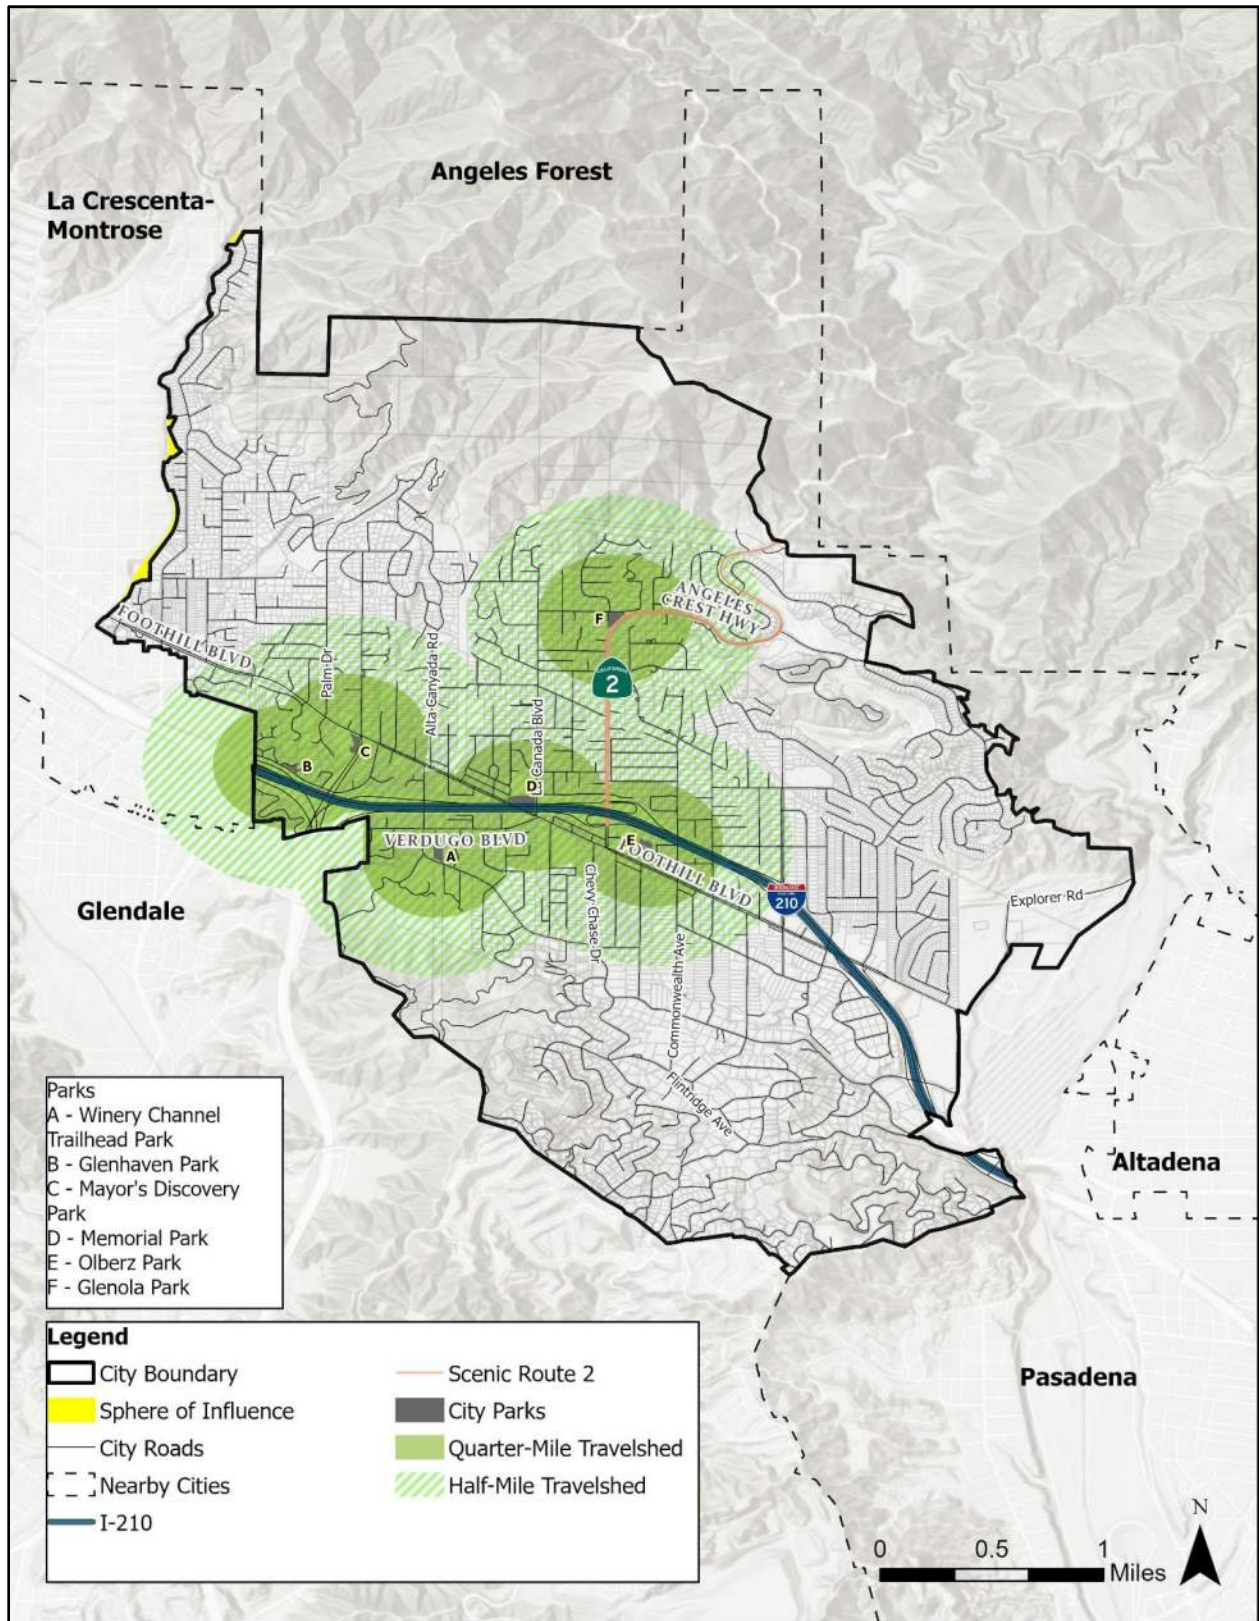 Angeles Forest
La Crescenta-
Montrose
ANGELES
CREST HWY
F
FOOTHILL BLVD
Palm Dr
Alta Canyada Rd
CALIFORNIA
2
Canada Blvd
C
B
D
VERDUGO BLVD
A
E
FOOTHILL BLVD
Chevy Chase Dr
INTERSTATE
210
Explorer Rd
Glendale
Commonwealth Ave
Flintridge Ave
Altadena
Pasadena
Parks
A - Winery Channel
Trailhead Park
B - Glenhaven Park
C - Mayor's Discovery
Park
D - Memorial Park
E - Olberz Park
F - Glenola Park
Legend
City Boundary
Sphere of Influence
City Roads
Nearby Cities
I-210
Scenic Route 2
City Parks
Quarter-Mile Travelshed
Half-Mile Travelshed
N
0 0.5 1
Miles